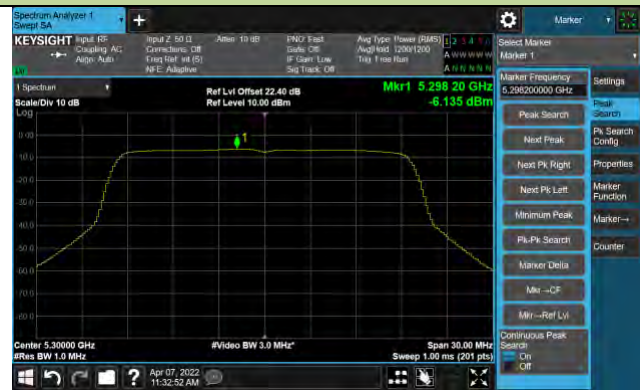 Spectrum Analyzer 1
Swept SA
+
Marker
KEYSIGHT
Input: RF
Coupling: AC
Align: Auto
Input Z: 50 Ω
Corrections: Off
Freq Ref: Int (S)
NFE: Adaptive
Atten: 10 dB
PNO: Fast
Gate: Off
IF Gain: Low
Sig Track: Off
Avg Type: Power (RMS)
Avg|Hold: 1200/1200
Trig: Free Run
1 2 3 4 5 6
A W W W W W
A N N N N N
Select Marker
Marker 1
1 Spectrum
Scale/Div 10 dB
Log
Ref Lvl Offset 22.40 dB
Ref Level 10.00 dBm
Mkr1 5.298 20 GHz
-6.135 dBm
1
0.00
-10.0
-20.0
-30.0
-40.0
-50.0
-60.0
-70.0
-80.0
Center 5.30000 GHz
#Res BW 1.0 MHz
#Video BW 3.0 MHz*
Span 30.00 MHz
Sweep 1.00 ms (201 pts)
Marker Frequency
5.298200000 GHz
Peak Search
Next Peak
Next Pk Right
Next Pk Left
Minimum Peak
Pk-Pk Search
Marker Delta
Mkr→CF
Mkr→Ref Lvl
Continuous Peak
Search
On
Off
Settings
Peak
Search
Pk Search
Config
Properties
Marker
Function
Marker→
Counter
?
Apr 07, 2022
11:32:52 AM